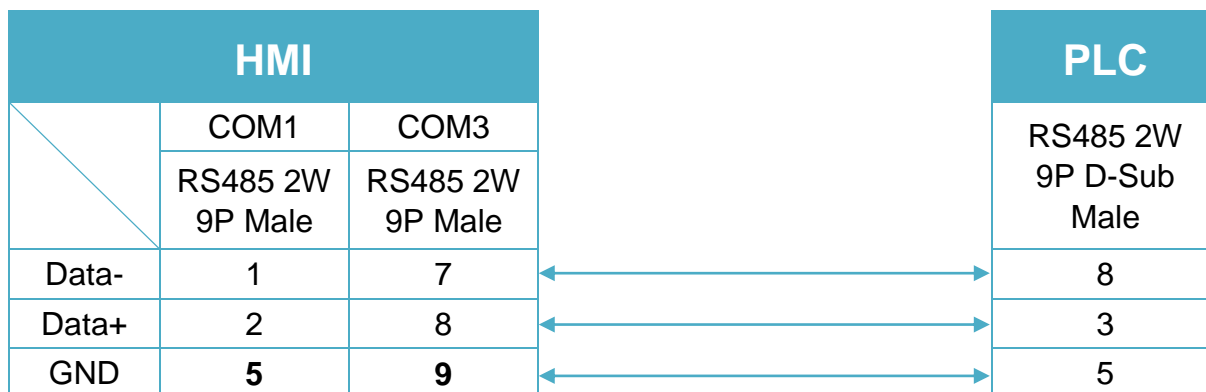 HMI
PLC
COM1 COM3
RS485 2W
9P D-Sub
Male
RS485 2W RS485 2W
9P Male 9P Male
Data- 1 7 8
Data+ 2 8 3
GND 5 9 5